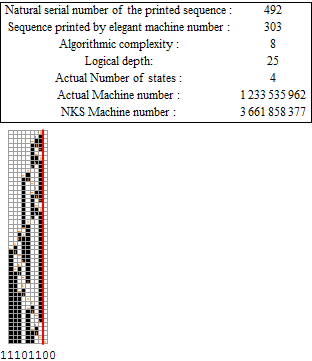 Natural serial number of the printed sequence : 492
Sequence printed by elegant machine number : 303
Algorithmic complexity : 8
Logical depth: 25
Actual Number of states : 4
Actual Machine number : 1 233 535 962
NKS Machine number : 3 661 858 377
11101100